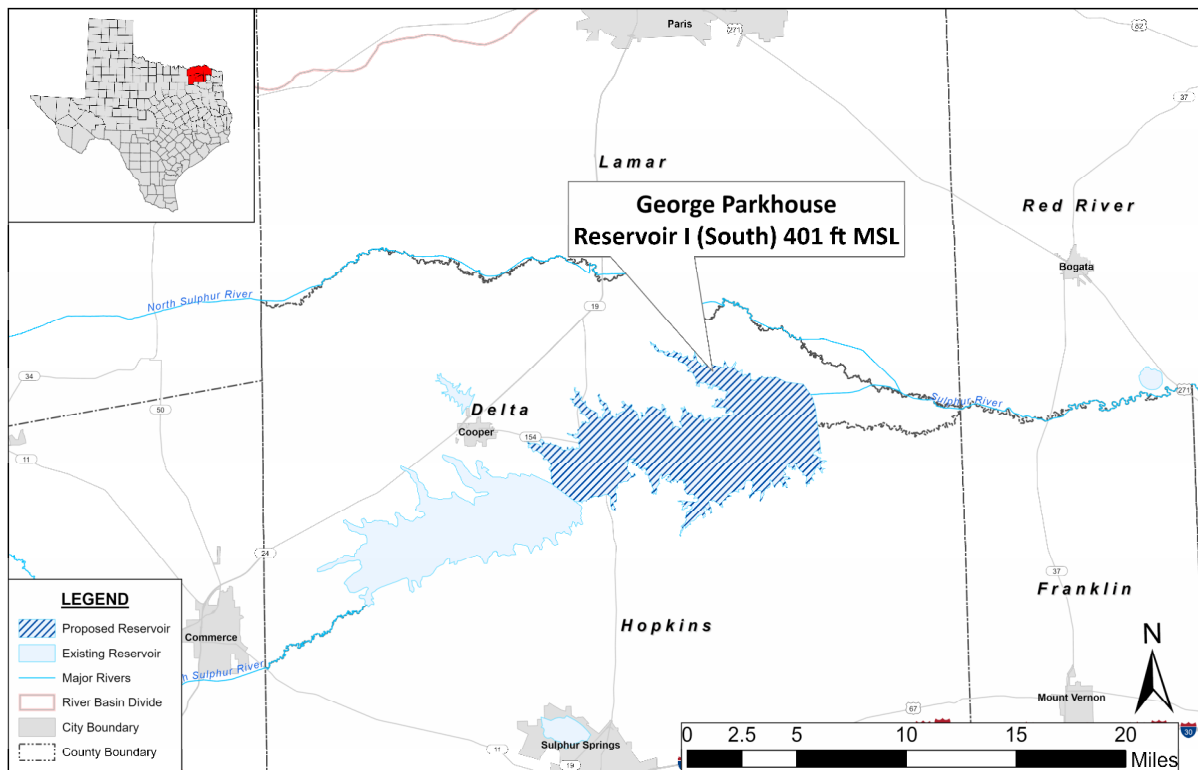 Paris
271
82
37
Lamar
George Parkhouse
Reservoir I (South) 401 ft MSL
Red River
Bogata
North Sulphur River
19
34
50
Delta
Cooper
154
11
Sulphur River
271
24
Commerce
h Sulphur River
Hopkins
37
Franklin
Mount Vernon
67
Sulphur Springs
11
19
30
LEGEND
Proposed Reservoir
Existing Reservoir
Major Rivers
River Basin Divide
City Boundary
County Boundary
N
0 2.5 5 10 15 20
Miles